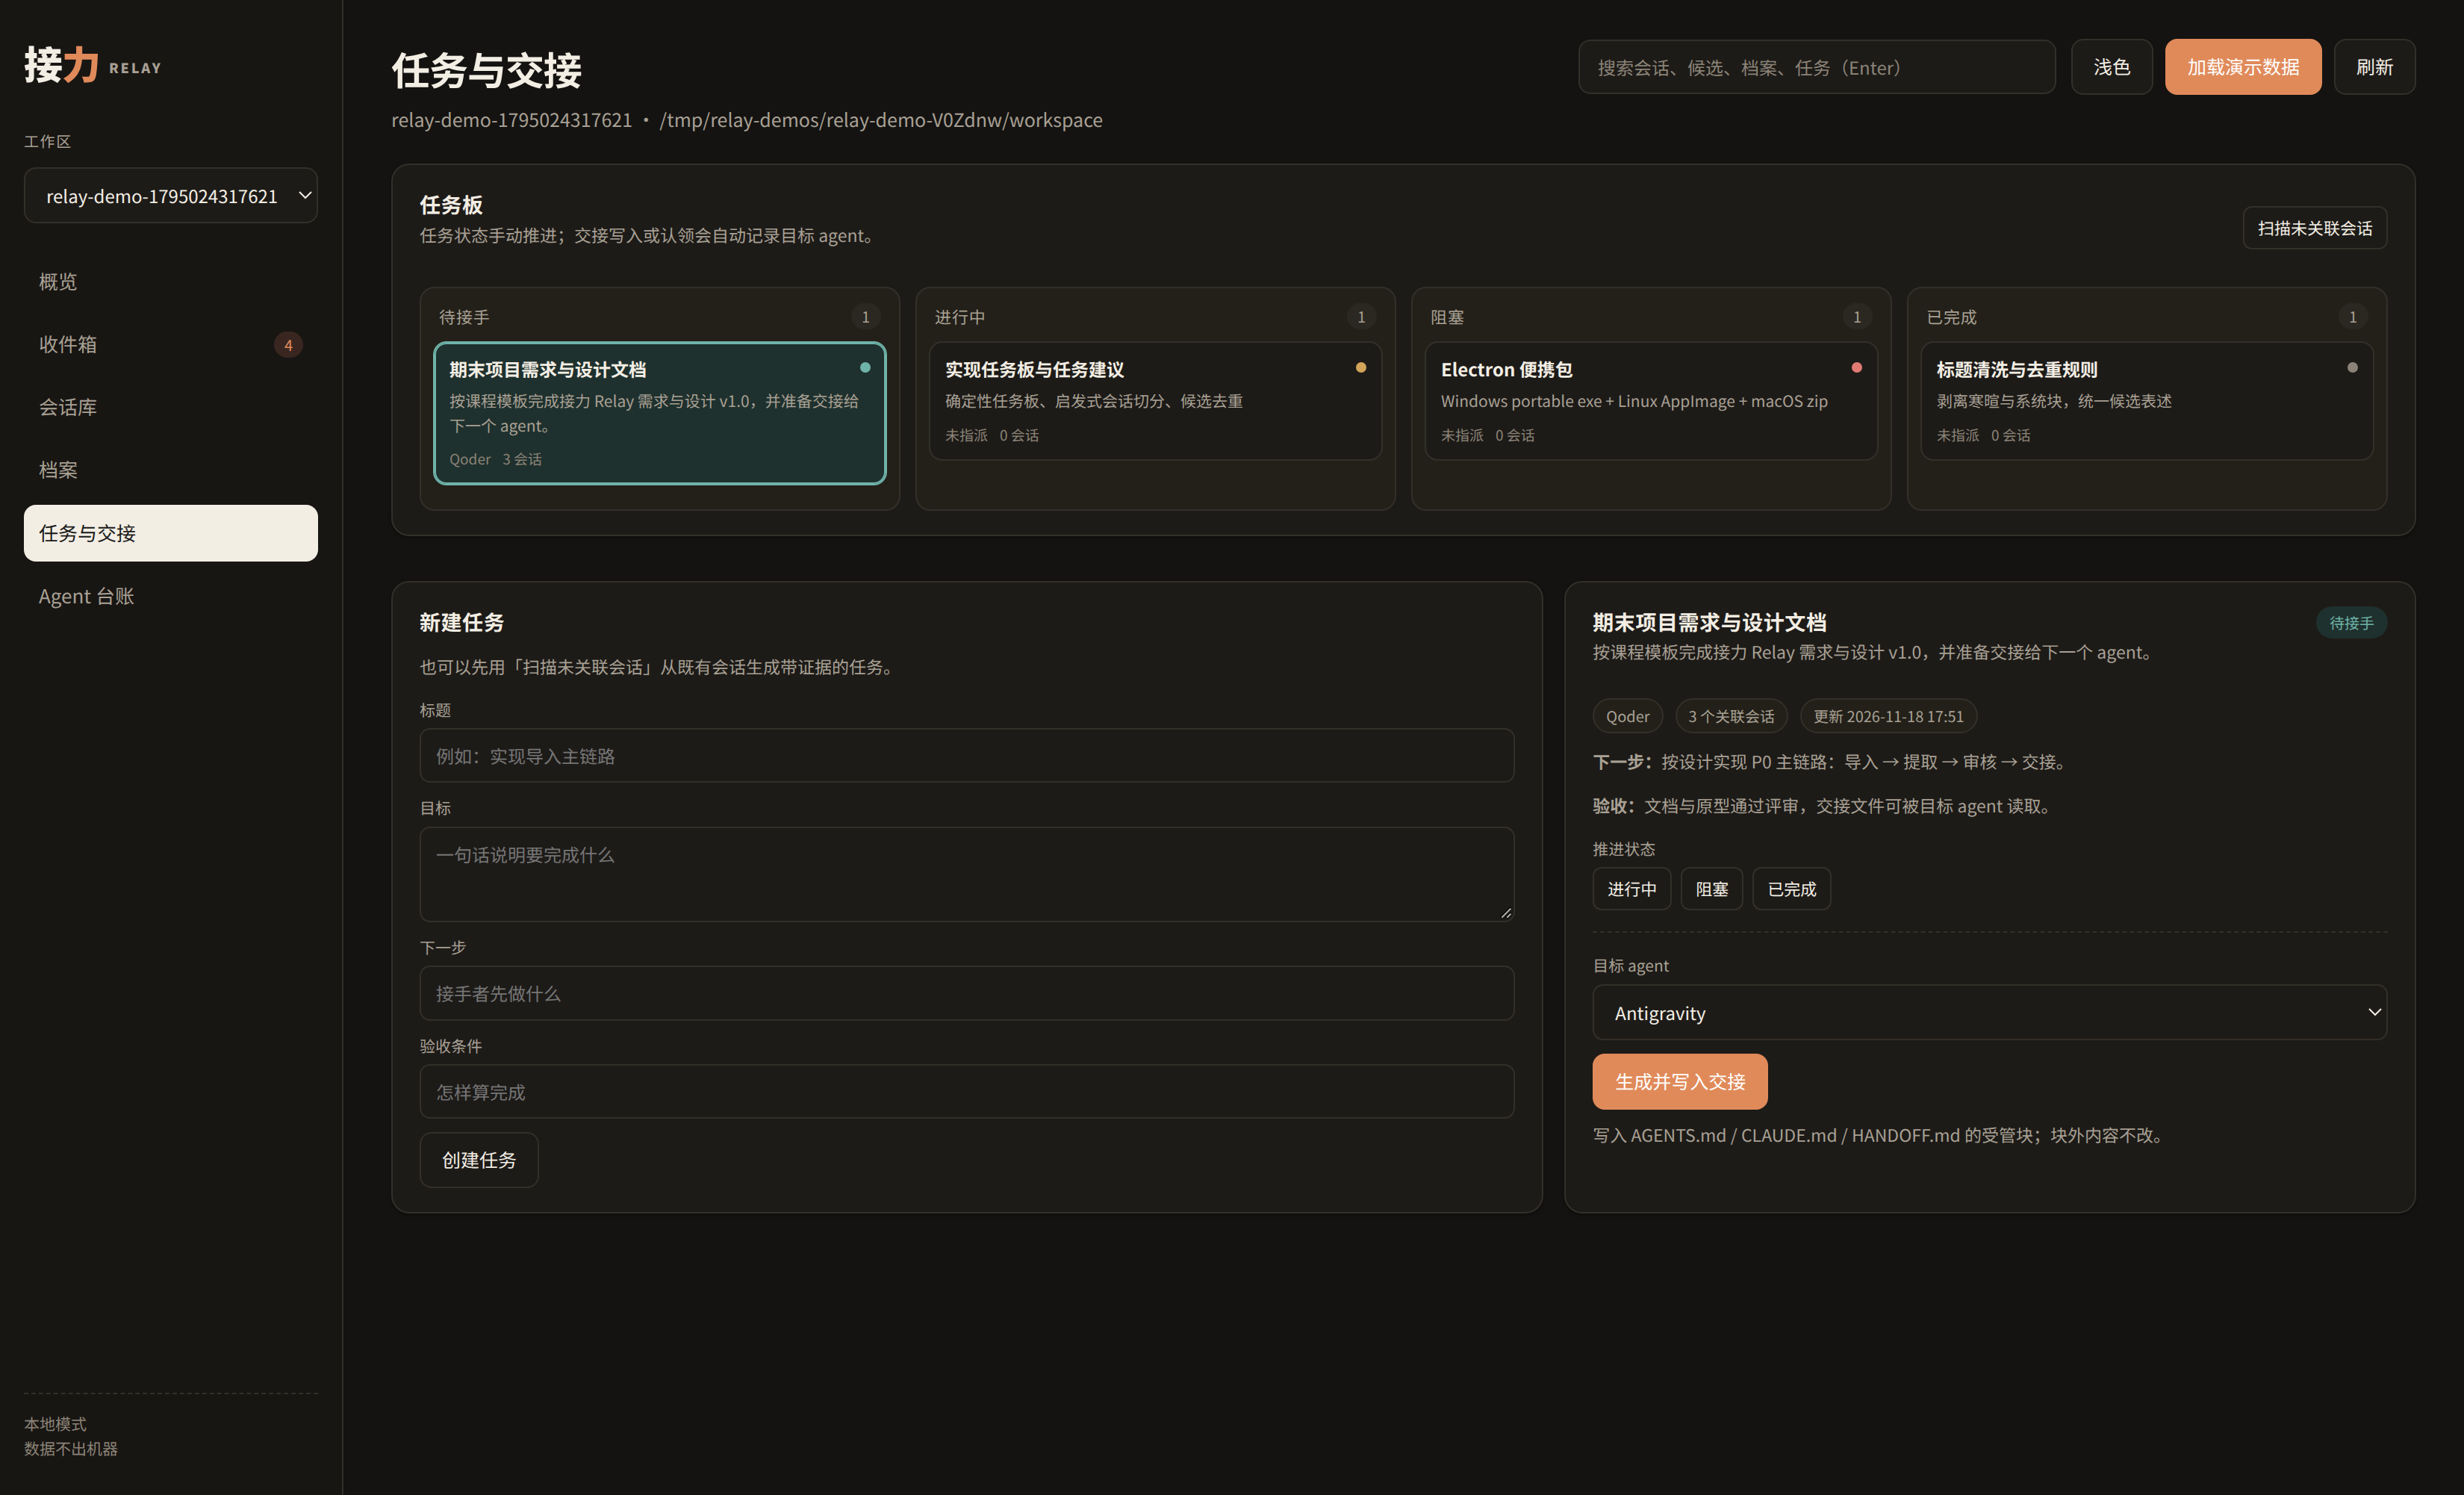 接力 RELAY
工作区
relay-demo-1795024317621
概览
收件箱 4
会话库
档案
任务与交接
Agent 台账
本地模式
数据不出机器
任务与交接
relay-demo-1795024317621 · /tmp/relay-demos/relay-demo-V0Zdnw/workspace
搜索会话、候选、档案、任务（Enter）
浅色
加载演示数据
刷新
任务板
任务状态手动推进；交接写入或认领会自动记录目标 agent。
扫描未关联会话
待接手 1
期末项目需求与设计文档
按课程模板完成接力 Relay 需求与设计 v1.0，并准备交接给
下一个 agent。
Qoder 3 会话
进行中 1
实现任务板与任务建议
确定性任务板、启发式会话切分、候选去重
未指派 0 会话
阻塞 1
Electron 便携包
Windows portable exe + Linux AppImage + macOS zip
未指派 0 会话
已完成 1
标题清洗与去重规则
剥离寒暄与系统块，统一候选表述
未指派 0 会话
新建任务
也可以先用「扫描未关联会话」从既有会话生成带证据的任务。
标题
例如：实现导入主链路
目标
一句话说明要完成什么
下一步
接手者先做什么
验收条件
怎样算完成
创建任务
期末项目需求与设计文档 待接手
按课程模板完成接力 Relay 需求与设计 v1.0，并准备交接给下一个 agent。
Qoder 3 个关联会话 更新 2026-11-18 17:51
下一步：按设计实现 P0 主链路：导入 → 提取 → 审核 → 交接。
验收：文档与原型通过评审，交接文件可被目标 agent 读取。
推进状态
进行中 阻塞 已完成
目标 agent
Antigravity
生成并写入交接
写入 AGENTS.md / CLAUDE.md / HANDOFF.md 的受管块；块外内容不改。